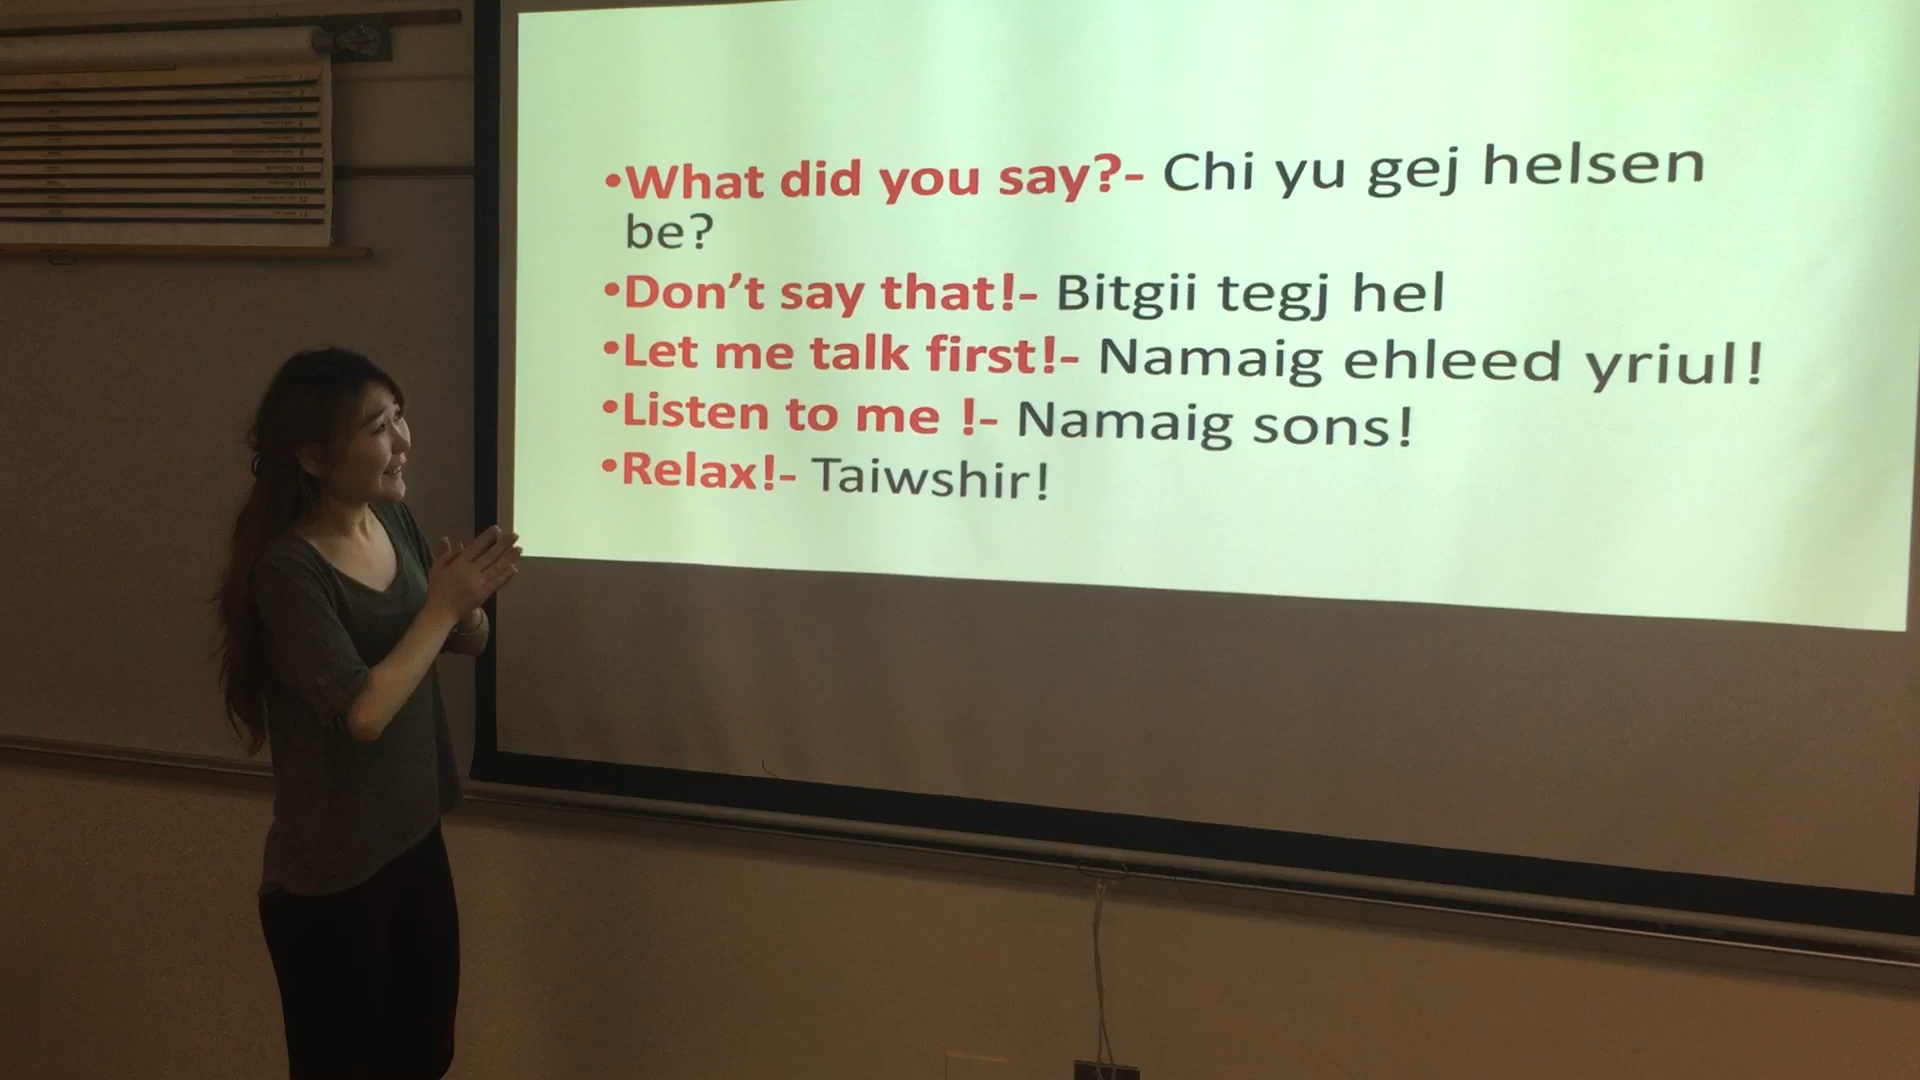 •What did you say?- Chi yu gej helsen
be?
•Don’t say that!- Bitgii tegj hel
•Let me talk first!- Namaig ehleed yriul!
•Listen to me !- Namaig sons!
•Relax!- Taiwshir!